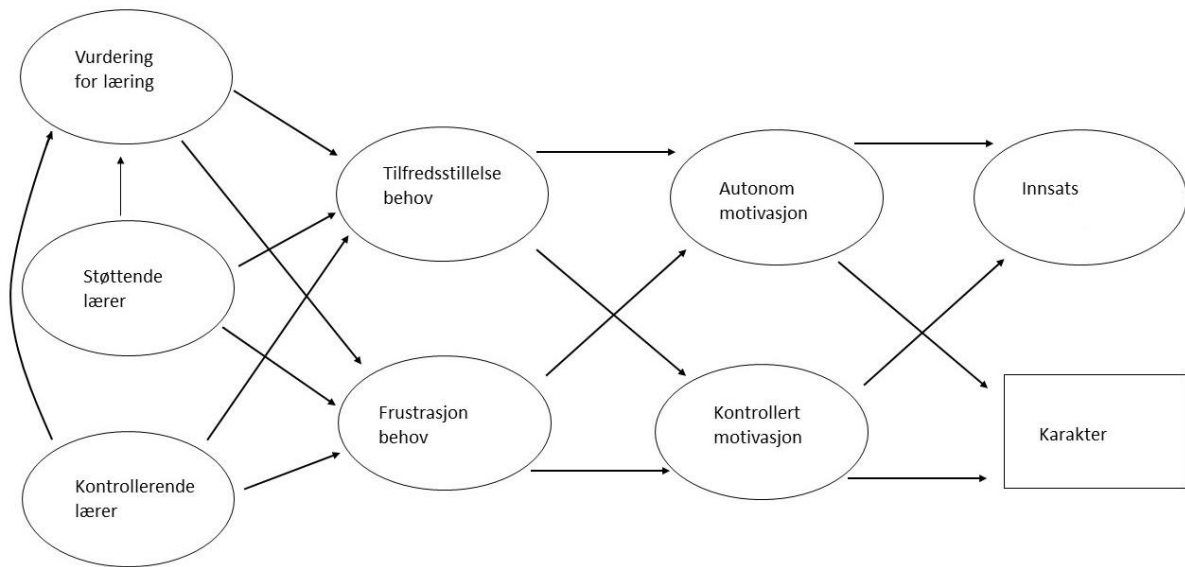 Vurdering
for læring
Tilfredsstillelse
behov
Autonom
motivasjon
Innsats
Støttende
lærer
Frustrasjon
behov
Kontrollert
motivasjon
Karakter
Kontrollerende
lærer